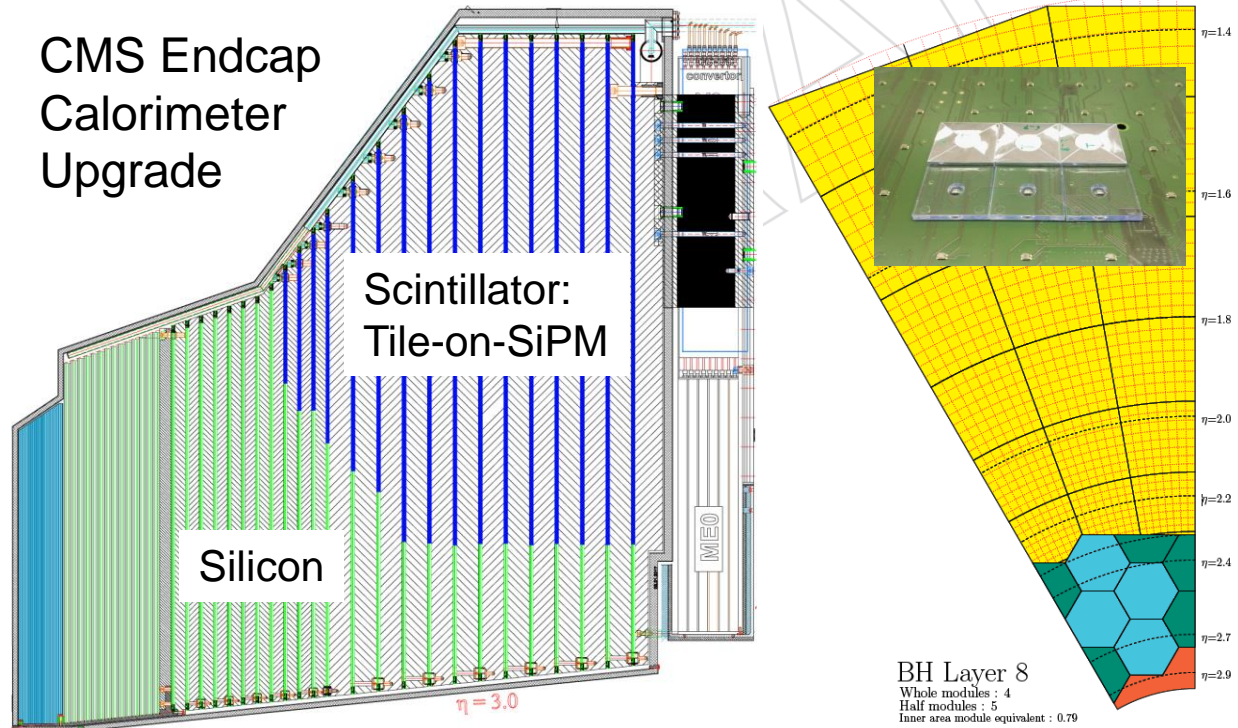 CMS Endcap
Calorimeter
Upgrade
convertor
Scintillator:
Tile-on-SiPM
Silicon
ME0
η = 3.0
η=1.4
η=1.6
η=1.8
η=2.0
η=2.2
η=2.4
η=2.7
η=2.9
BH Layer 8
Whole modules : 4
Half modules : 5
Inner area module equivalent : 0.79